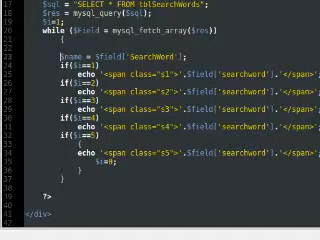 17 $sql = "SELECT * FROM tblSearchWords";
18 $res = mysql_query($sql);
19 $i=1;
20 while ($field = mysql_fetch_array($res))
21 {
22
23 $name = $field['SearchWord'];
24 if($i==1)
25 echo '<span class="s1">'.$field['searchword'].'</span>';
26 if($i==2)
27 echo '<span class="s2">'.$field['searchword'].'</span>';
28 if($i==3)
29 echo '<span class="s3">'.$field['searchword'].'</span>';
30 if($i==4)
31 echo '<span class="s4">'.$field['searchword'].'</span>';
32 if($i==5)
33 {
34 echo '<span class="s5">'.$field['searchword'].'</span>';
35 $i=0;
36 }
37 }
38
39 ?>
40
41 </div>
42